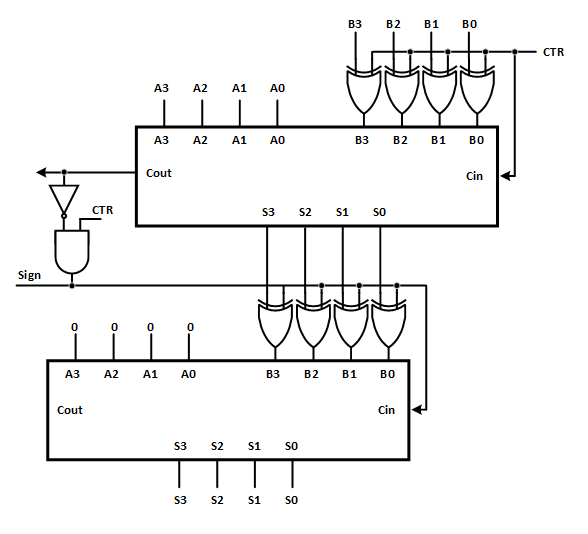 B3 B2 B1 B0
CTR
A3 A2 A1 A0
A3 A2 A1 A0 B3 B2 B1 B0
Cout Cin
S3 S2 S1 S0
CTR
Sign
0 0 0 0
A3 A2 A1 A0 B3 B2 B1 B0
Cout Cin
S3 S2 S1 S0
S3 S2 S1 S0